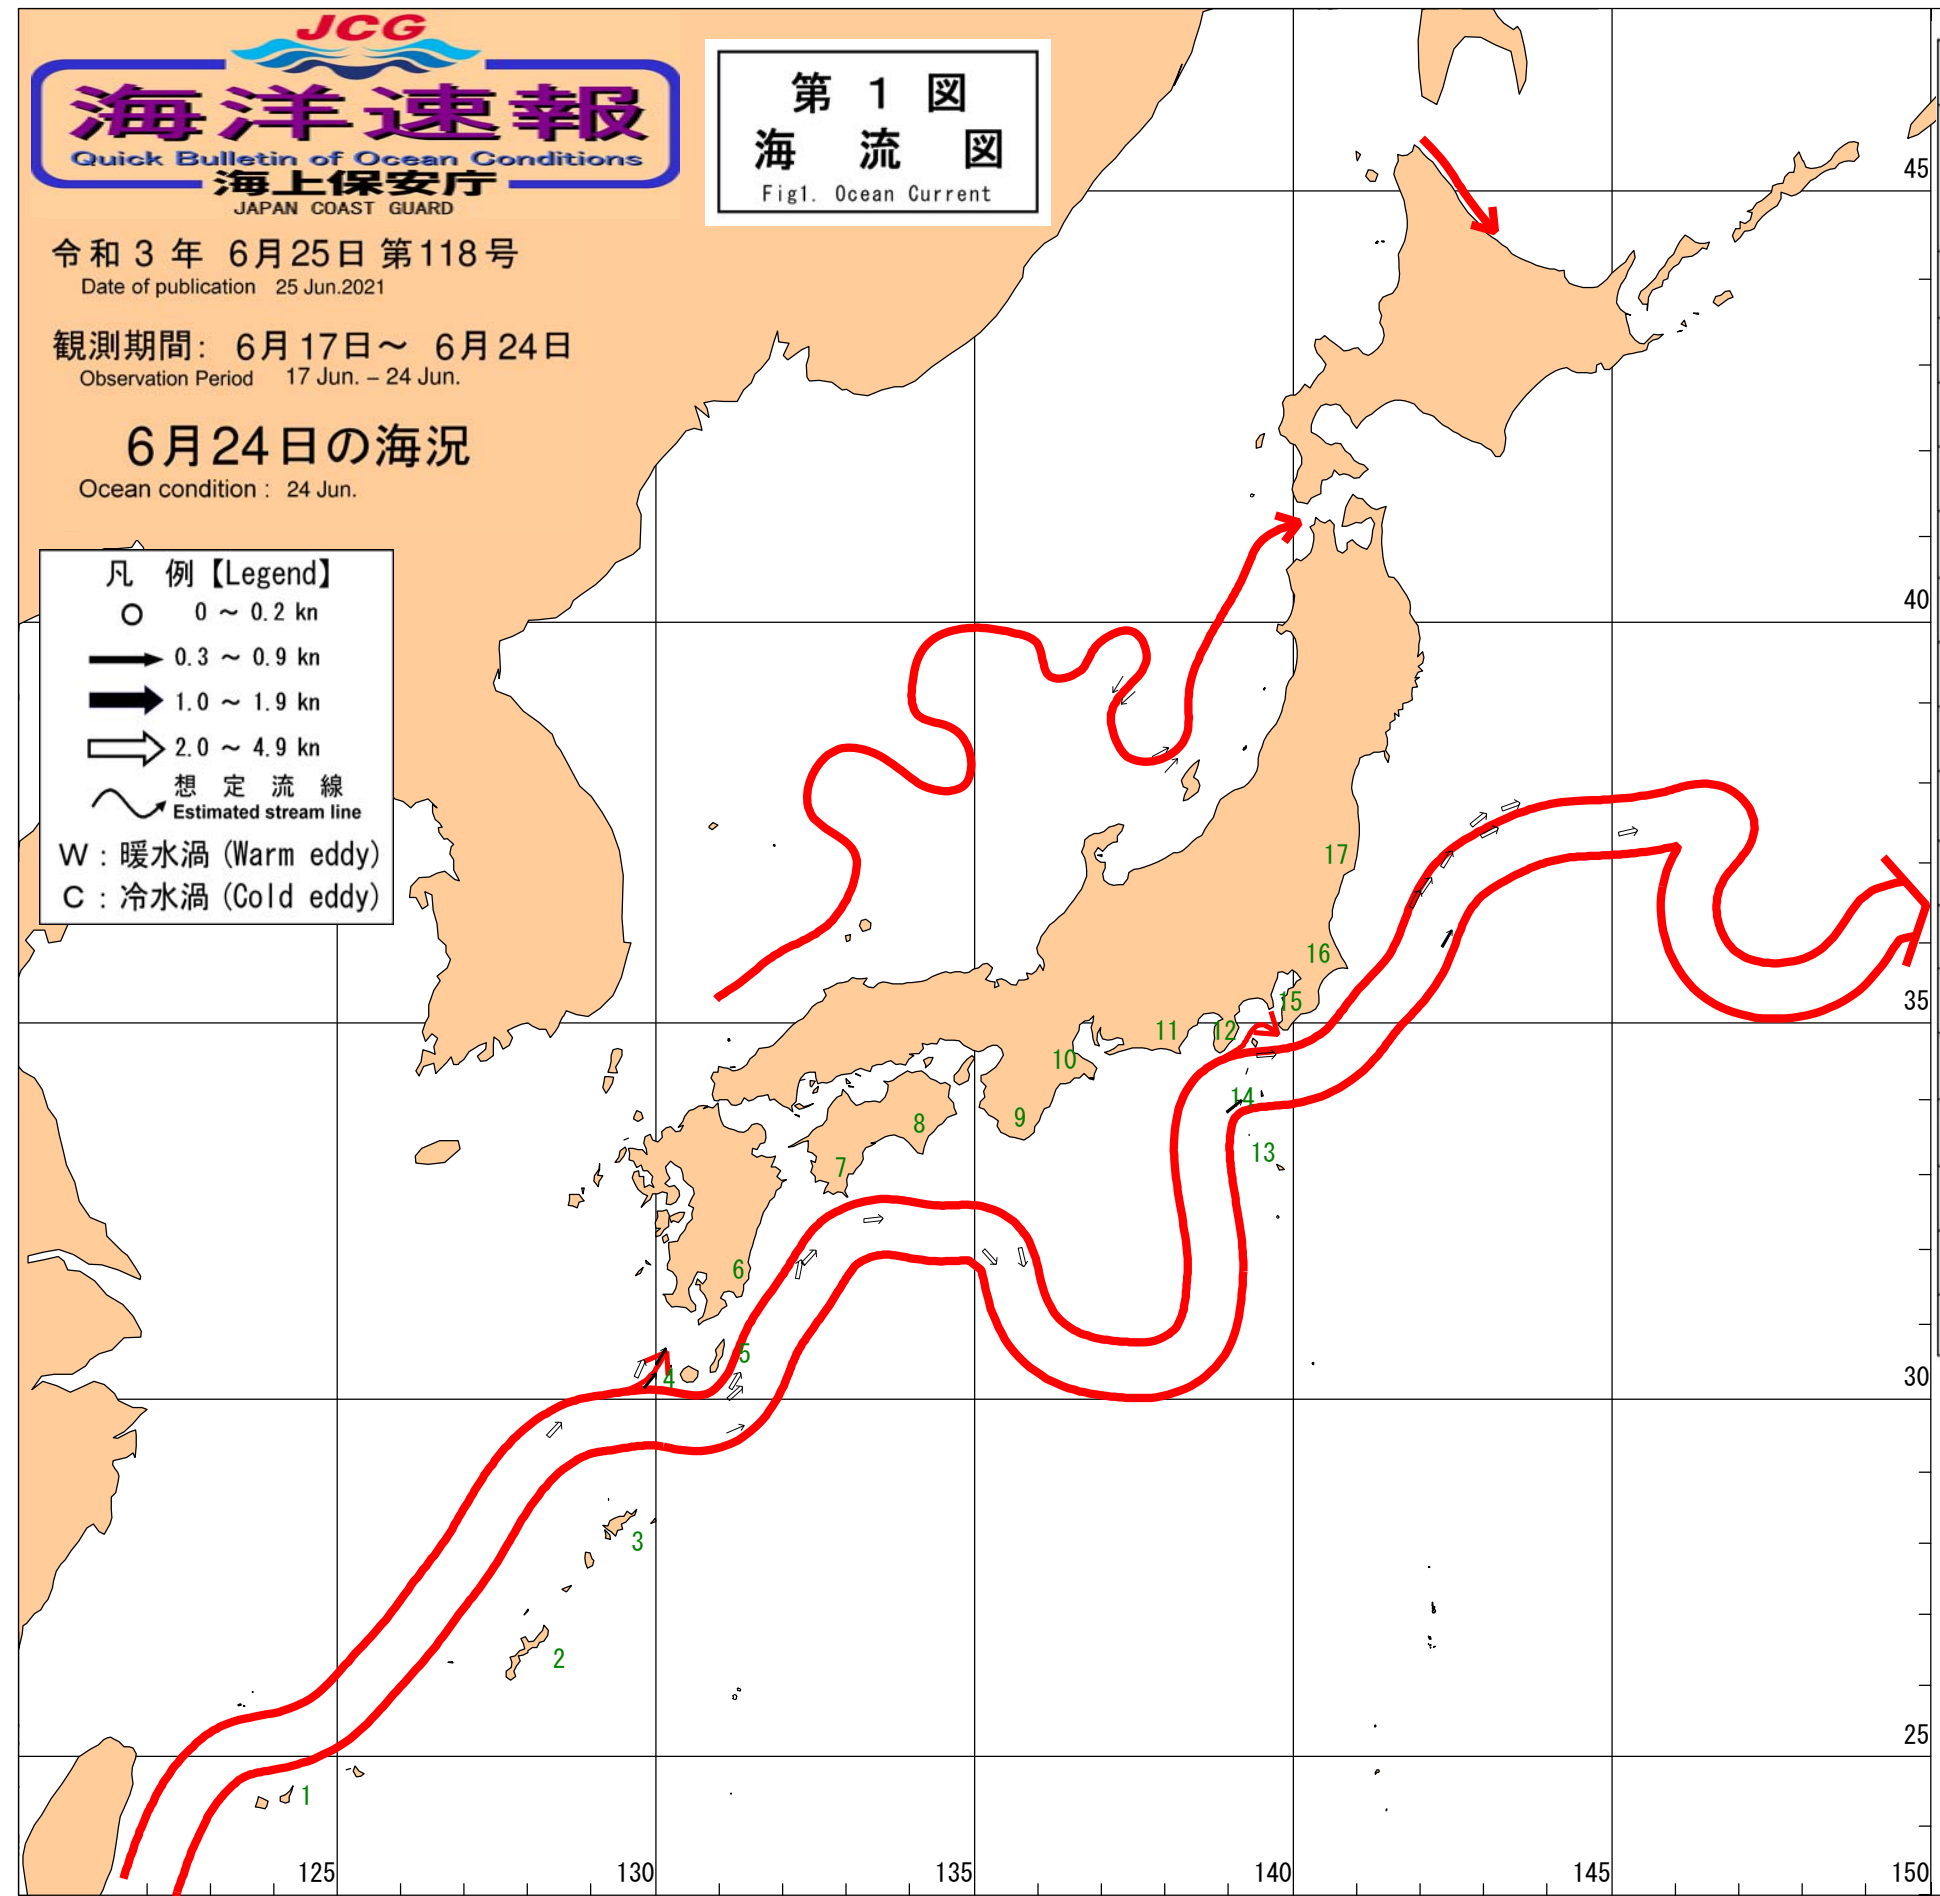 JCG
海洋速報
Quick Bulletin of Ocean Conditions
海上保安庁
JAPAN COAST GUARD
第 1 図
海 流 図
Fig1. Ocean Current
令和 3 年 6月25日 第118号
Date of publication 25 Jun.2021
観測期間: 6月17日～ 6月24日
Observation Period 17 Jun. – 24 Jun.
6月24日の海況
Ocean condition : 24 Jun.
凡 例【Legend】
0 ～ 0.2 kn
0.3 ～ 0.9 kn
1.0 ～ 1.9 kn
2.0 ～ 4.9 kn
想 定 流 線
Estimated stream line
W : 暖水渦 (Warm eddy)
C : 冷水渦 (Cold eddy)
45
40
17
16
35
15
12
11
10
14
9
8
13
7
6
5
4
30
3
2
25
1
125
130
135
140
145
150